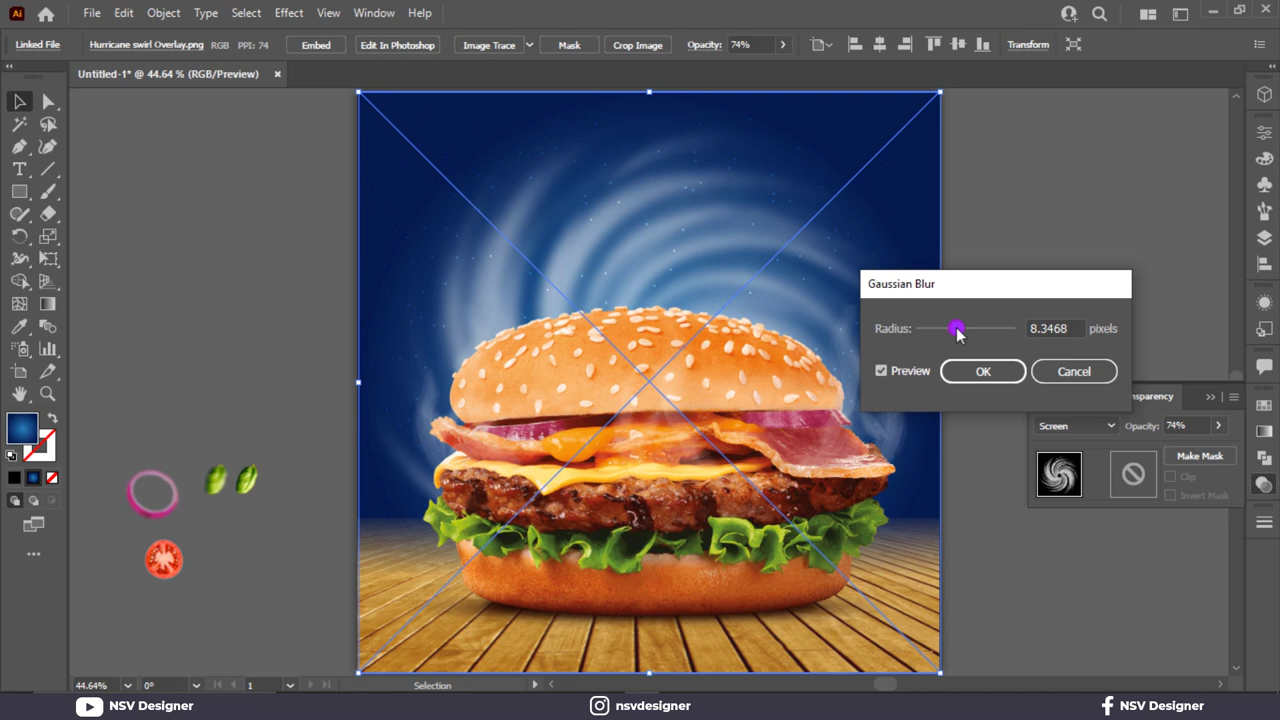 Ai File Edit Object Type Select Effect View Window Help
Linked File Hurricane swirl Overlay.png RGB PPI: 74 Embed Edit In Photoshop Image Trace Mask Crop Image Opacity: 74% Transform
Untitled-1* @ 44.64 % (RGB/Preview) ×
Gaussian Blur
Radius: 8.3468 pixels
Preview OK Cancel
nsparency
Screen Opacity: 74%
Make Mask
Clip
Invert Mask
44.64% 0° 1 Selection
NSV Designer nsvdesigner NSV Designer